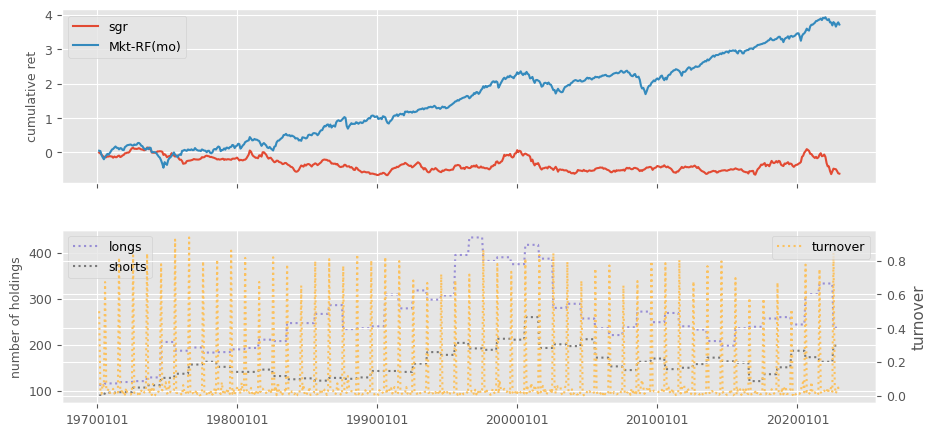 4
3
2
1
0
cumulative ret
sgr
Mkt-RF(mo)
400
300
200
100
number of holdings
longs
shorts
turnover
0.8
0.6
0.4
0.2
0.0
turnover
19700101
19800101
19900101
20000101
20100101
20200101